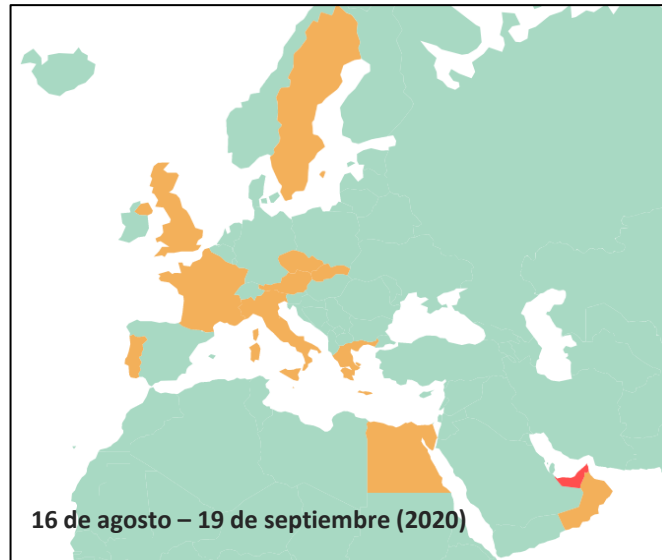 16 de agosto – 19 de septiembre (2020)